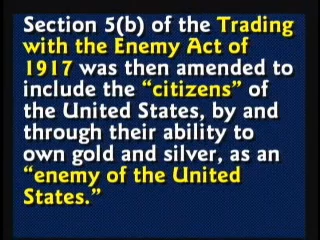 Section 5(b) of the Trading
with the Enemy Act of
1917 was then amended to
include the “citizens” of
the United States, by and
through their ability to
own gold and silver, as an
“enemy of the United
States.”